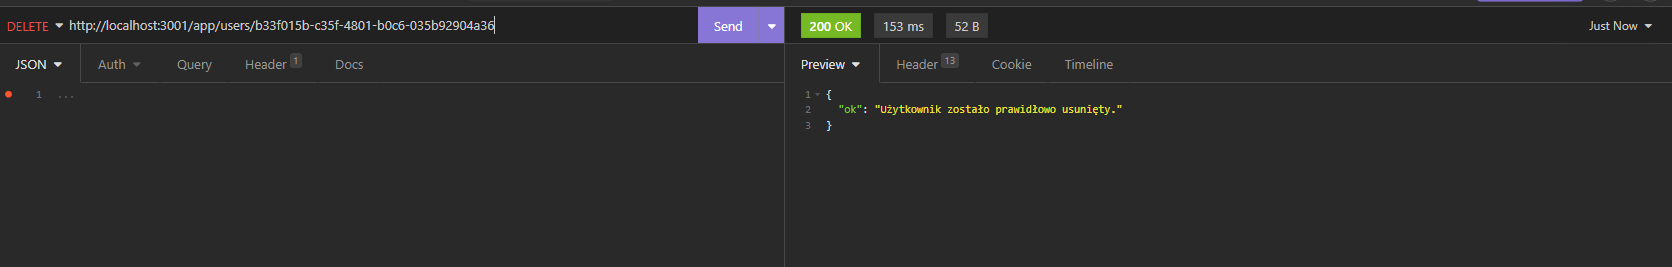 DELETE http://localhost:3001/app/users/b33f015b-c35f-4801-b0c6-035b92904a36 Send
200 OK 153 ms 52 B Just Now
JSON Auth Query Header 1 Docs
Preview Header 13 Cookie Timeline
1 ...
1 {
2 "ok": "Użytkownik zostało prawidłowo usunięty."
3 }